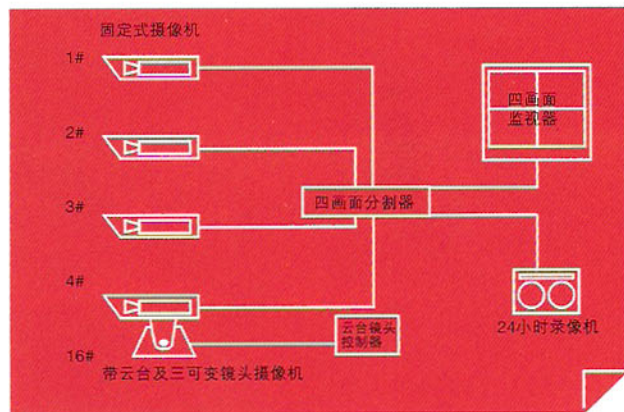 固定式摄像机
1#
2#
3#
4#
16#
带云台及三可变镜头摄像机
四画面分割器
云台镜头
控制器
四画面
监视器
24小时录像机